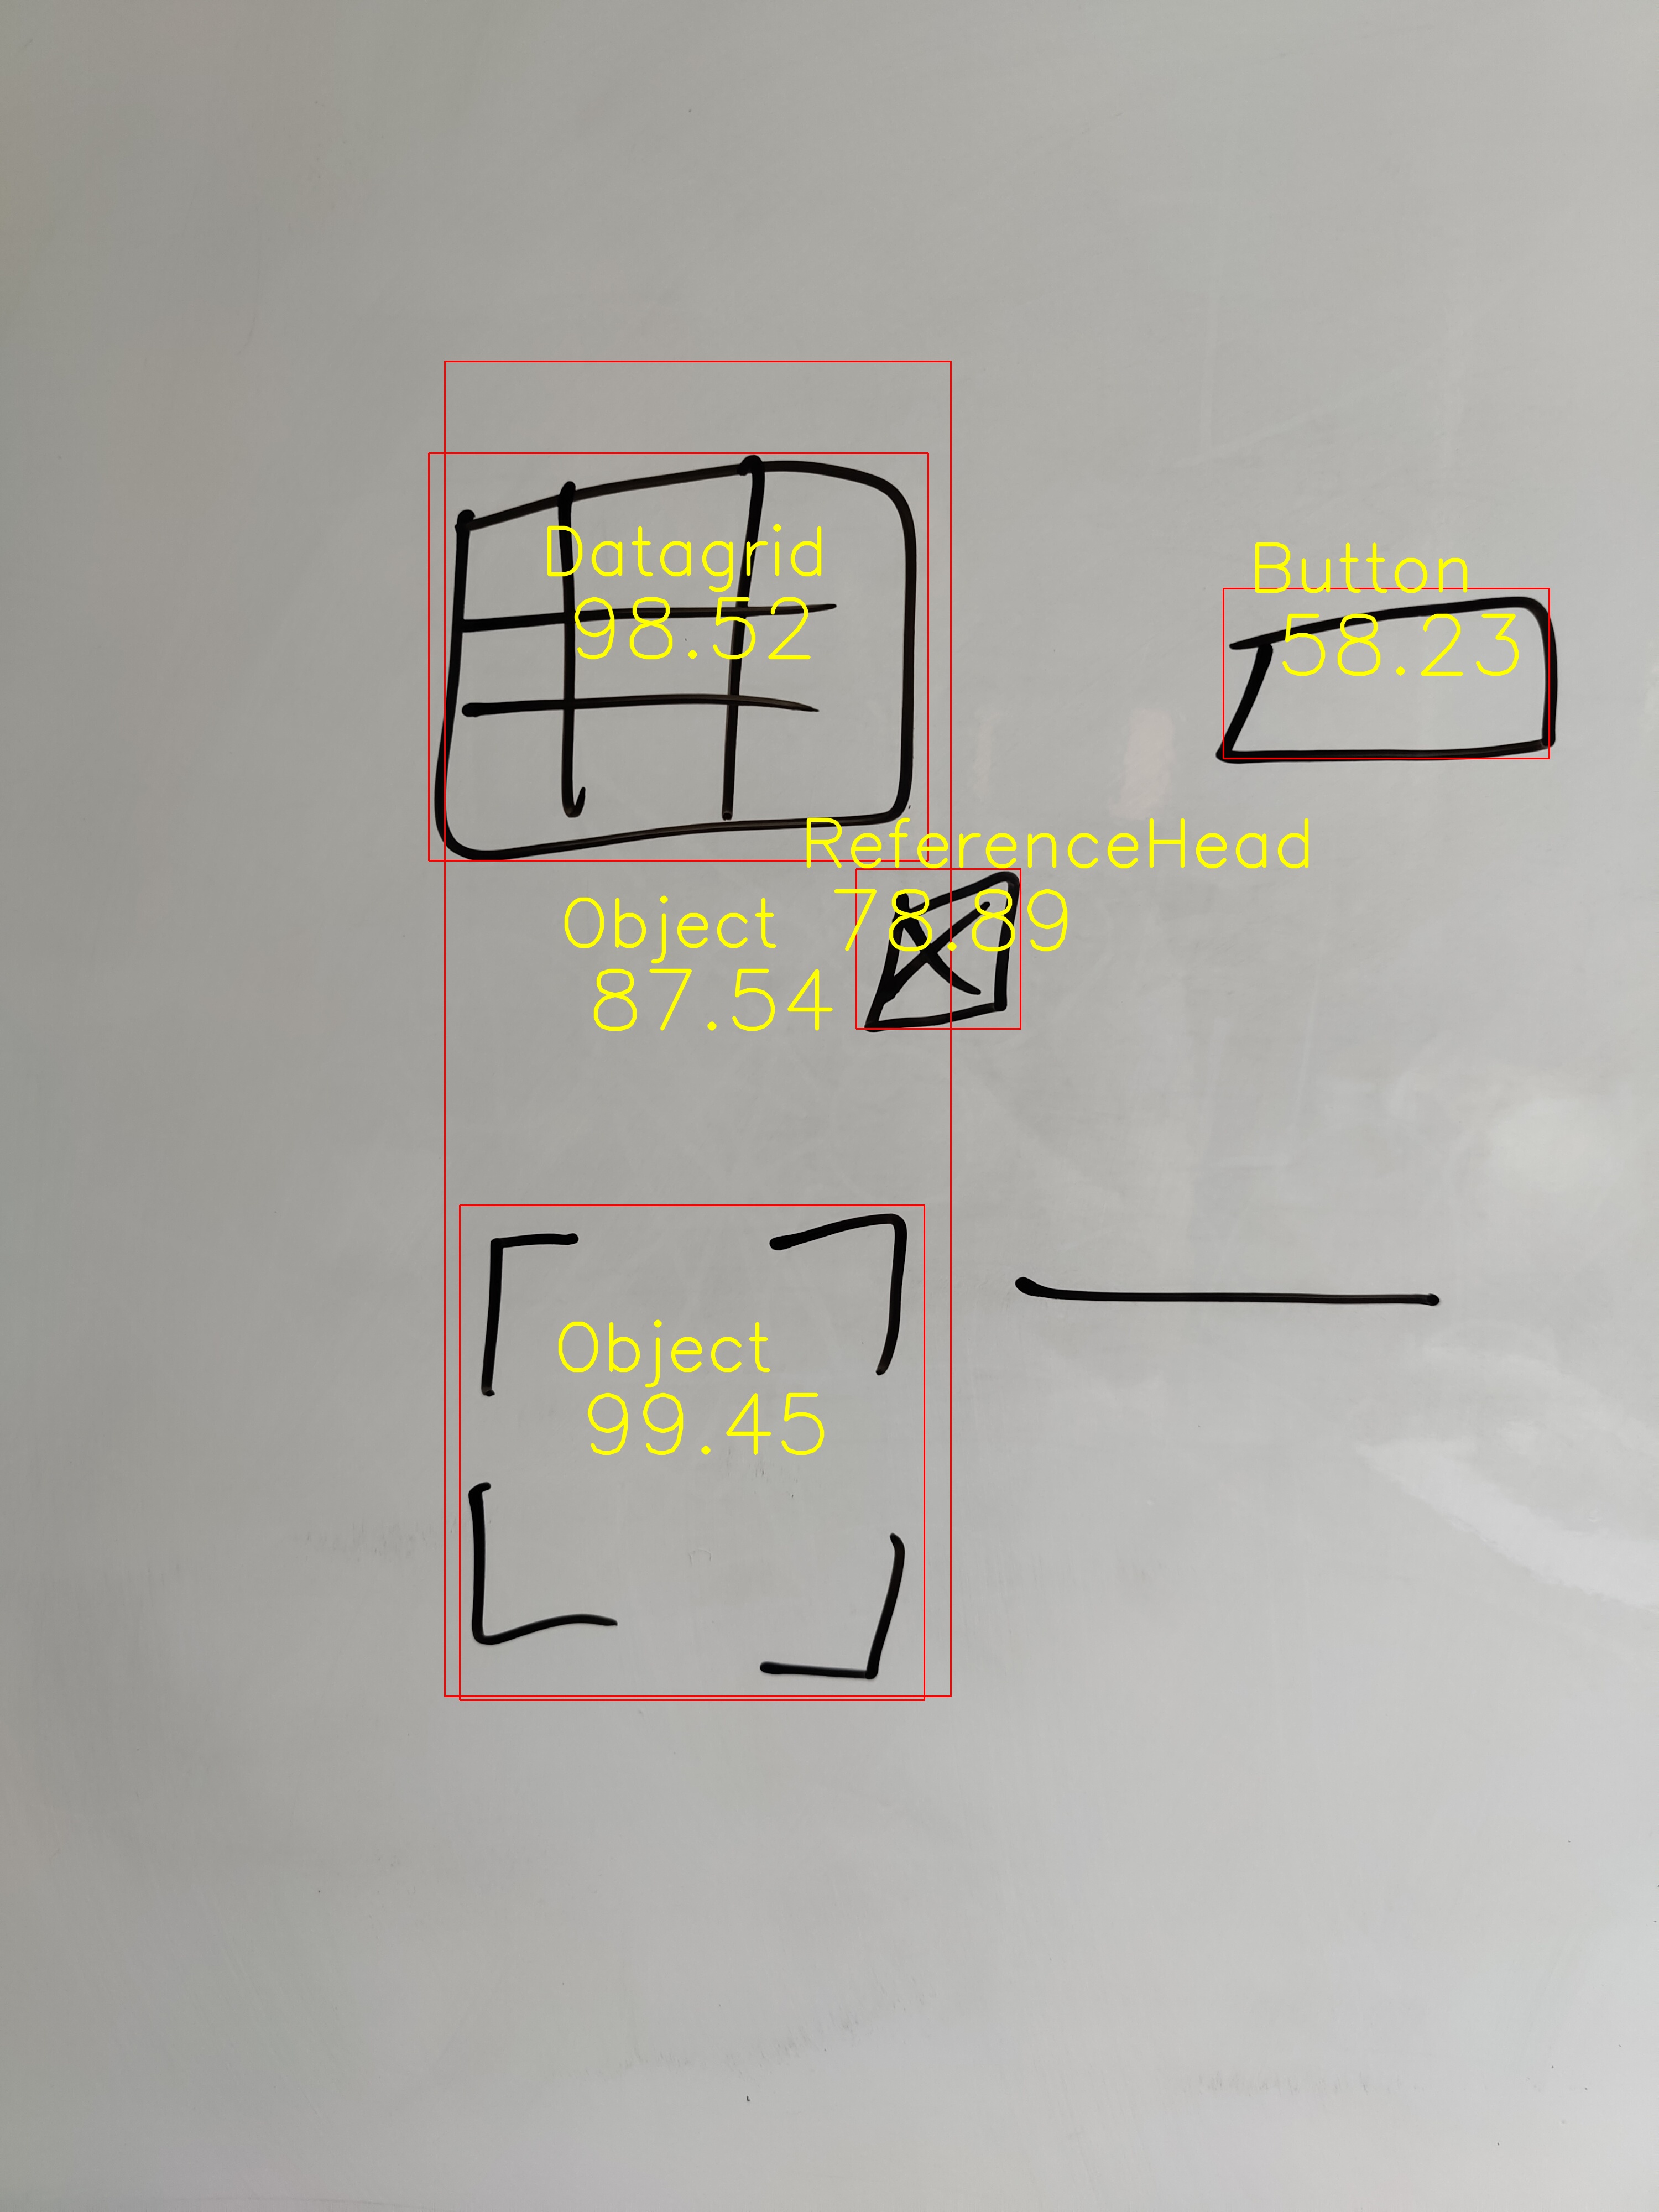 Datagrid
98.52
Button
58.23
ReferenceHead
78.89
Object
87.54
Object
99.45